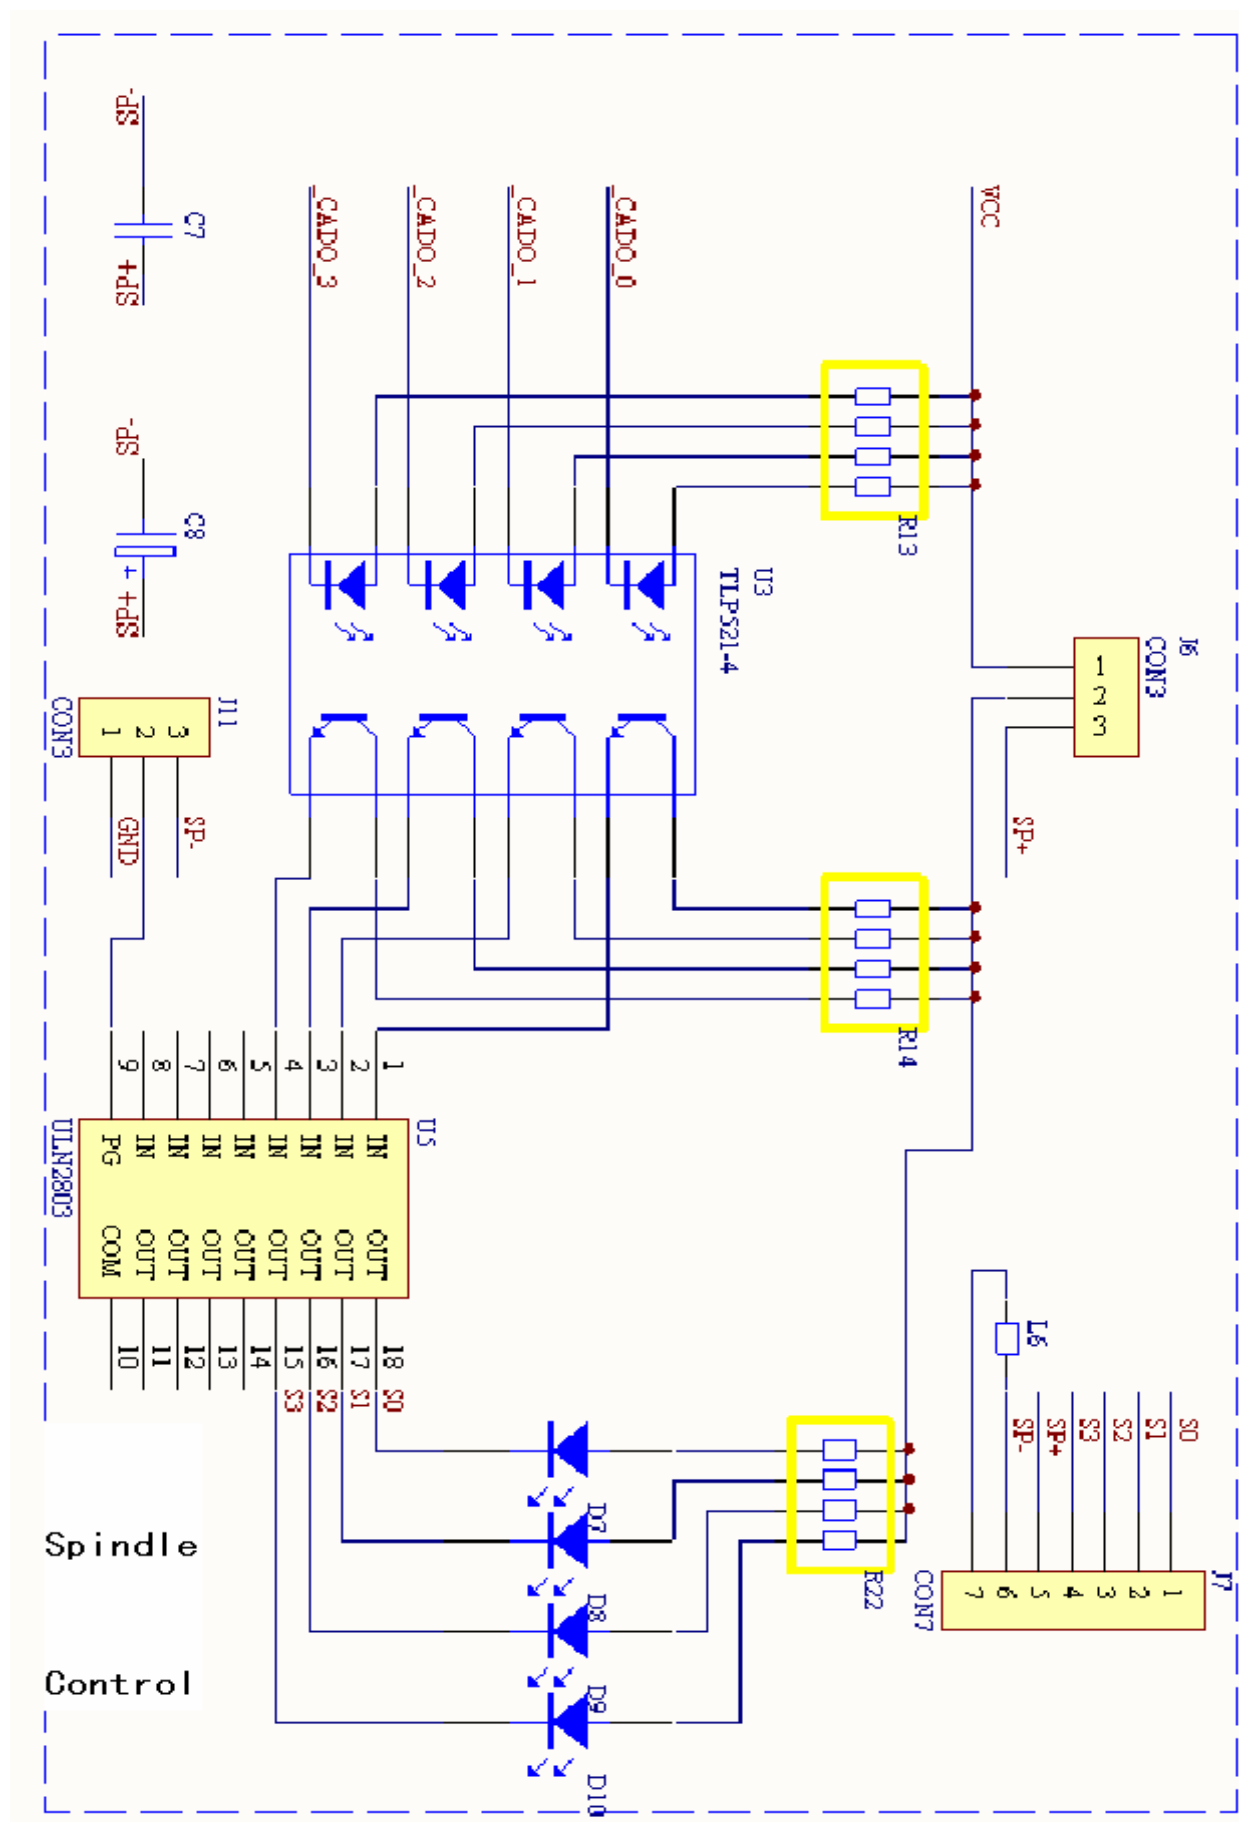 SP-
C7
SP+
_CADO_3
_CADO_2
_CADO_1
_CADO_0
VCC
SP-
C8
+
SP+
R13
U3
TLP521-4
J6
CON3
1
2
3
SP+
J11
CON3
1
2
3
GND
SP-
R14
9
8
7
6
5
4
3
2
1
U5
ULN2803
PG
IN
IN
IN
IN
IN
IN
IN
IN
COM
OUT
OUT
OUT
OUT
OUT
OUT
OUT
OUT
10
11
12
13
14
15
16
17
18
S3
S2
S1
S0
L6
SP-
SP+
S3
S2
S1
S0
J7
CON7
7
6
5
4
3
2
1
R22
D7
D8
D9
D10
Spindle
Control